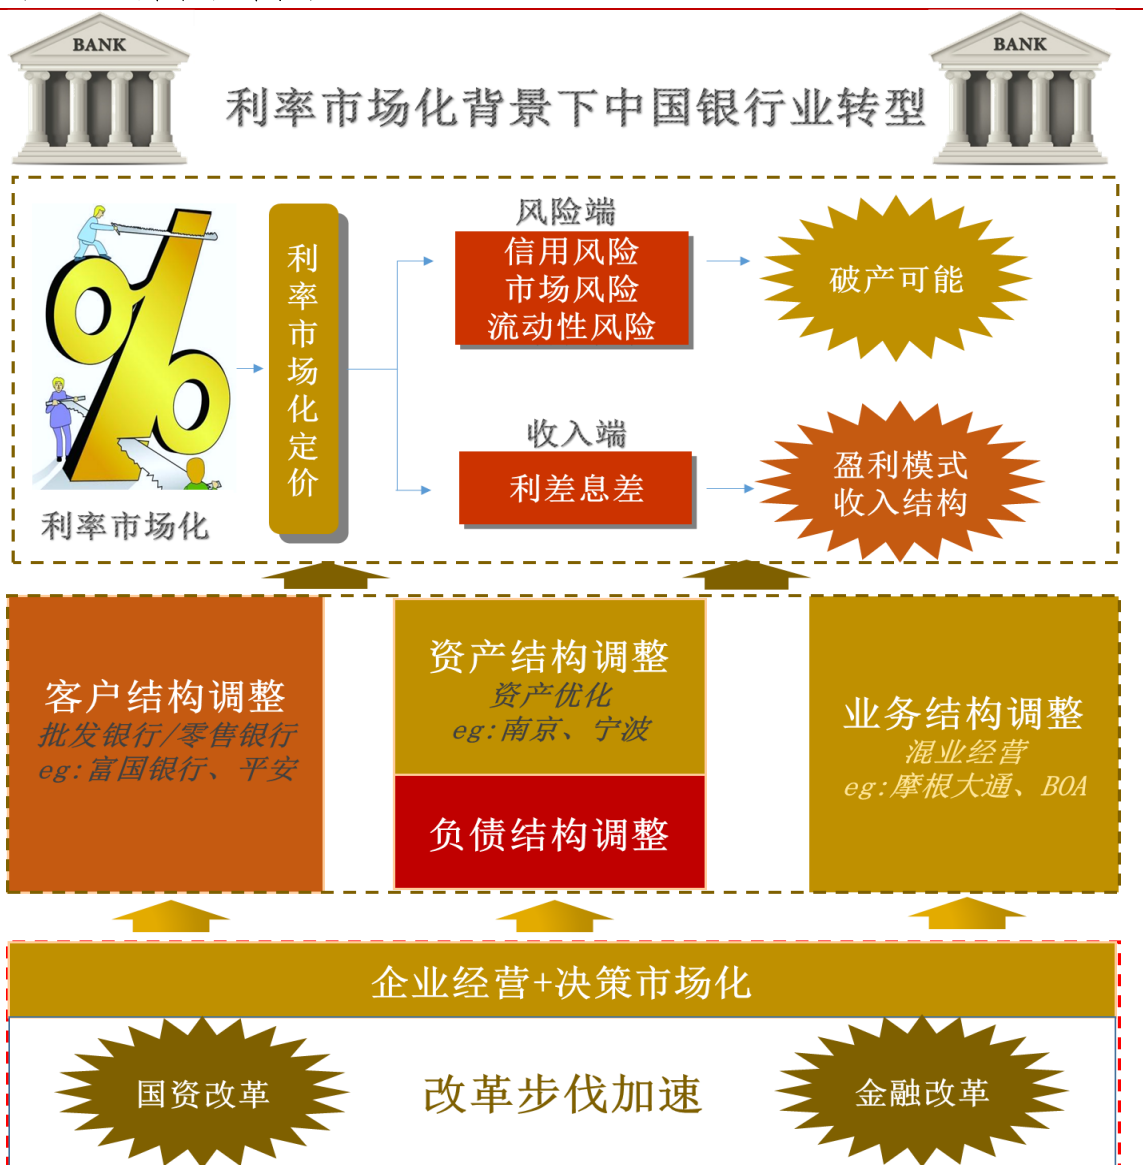 BANK
BANK
利率市场化背景下中国银行业转型
利率市场化定价
风险端
信用风险
市场风险
流动性风险
破产可能
收入端
利差息差
盈利模式
收入结构
利率市场化
客户结构调整
批发银行/零售银行
eg:富国银行、平安
资产结构调整
资产优化
eg:南京、宁波
负债结构调整
业务结构调整
混业经营
eg:摩根大通、BOA
企业经营+决策市场化
国资改革
改革步伐加速
金融改革